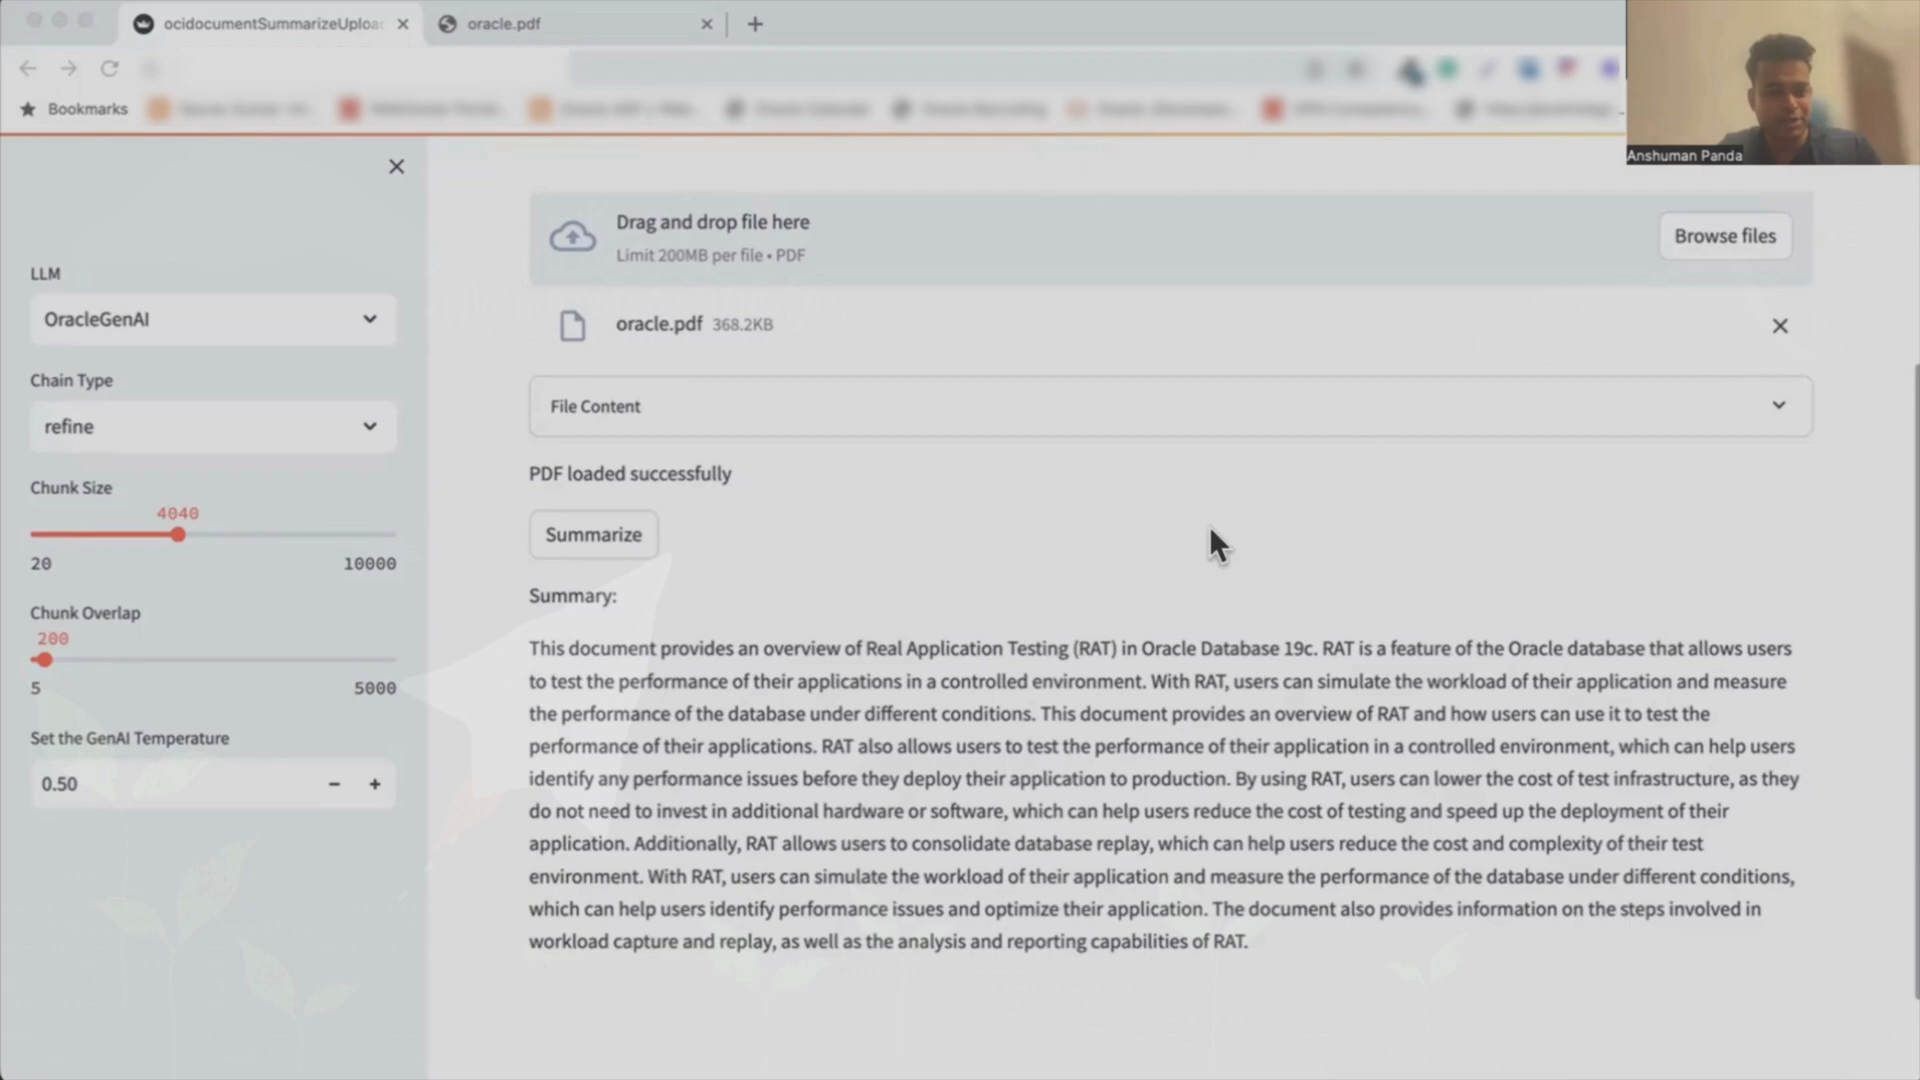 ocidocumentSummarizeUploa
oracle.pdf
Bookmarks
Anshuman Panda
LLM
OracleGenAI
Chain Type
refine
Chunk Size
4040
20 10000
Chunk Overlap
200
5 5000
Set the GenAI Temperature
0.50
Drag and drop file here
Limit 200MB per file • PDF
Browse files
oracle.pdf 368.2KB
File Content
PDF loaded successfully
Summarize
Summary:
This document provides an overview of Real Application Testing (RAT) in Oracle Database 19c. RAT is a feature of the Oracle database that allows users
to test the performance of their applications in a controlled environment. With RAT, users can simulate the workload of their application and measure
the performance of the database under different conditions. This document provides an overview of RAT and how users can use it to test the
performance of their applications. RAT also allows users to test the performance of their application in a controlled environment, which can help users
identify any performance issues before they deploy their application to production. By using RAT, users can lower the cost of test infrastructure, as they
do not need to invest in additional hardware or software, which can help users reduce the cost of testing and speed up the deployment of their
application. Additionally, RAT allows users to consolidate database replay, which can help users reduce the cost and complexity of their test
environment. With RAT, users can simulate the workload of their application and measure the performance of the database under different conditions,
which can help users identify performance issues and optimize their application. The document also provides information on the steps involved in
workload capture and replay, as well as the analysis and reporting capabilities of RAT.